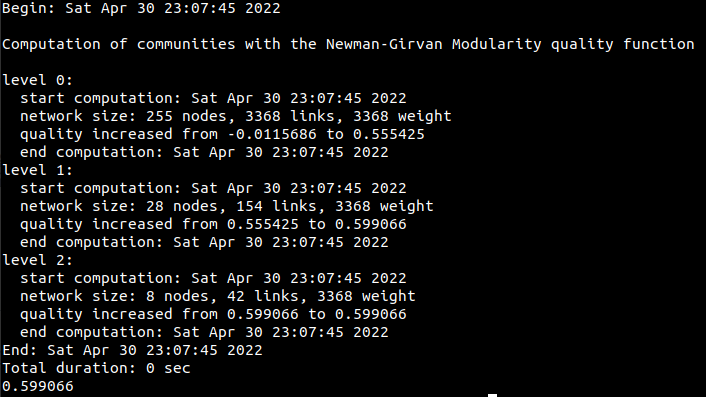 Begin: Sat Apr 30 23:07:45 2022

Computation of communities with the Newman-Girvan Modularity quality function

level 0:
  start computation: Sat Apr 30 23:07:45 2022
  network size: 255 nodes, 3368 links, 3368 weight
  quality increased from -0.0115686 to 0.555425
  end computation: Sat Apr 30 23:07:45 2022
level 1:
  start computation: Sat Apr 30 23:07:45 2022
  network size: 28 nodes, 154 links, 3368 weight
  quality increased from 0.555425 to 0.599066
  end computation: Sat Apr 30 23:07:45 2022
level 2:
  start computation: Sat Apr 30 23:07:45 2022
  network size: 8 nodes, 42 links, 3368 weight
  quality increased from 0.599066 to 0.599066
  end computation: Sat Apr 30 23:07:45 2022
End: Sat Apr 30 23:07:45 2022
Total duration: 0 sec
0.599066